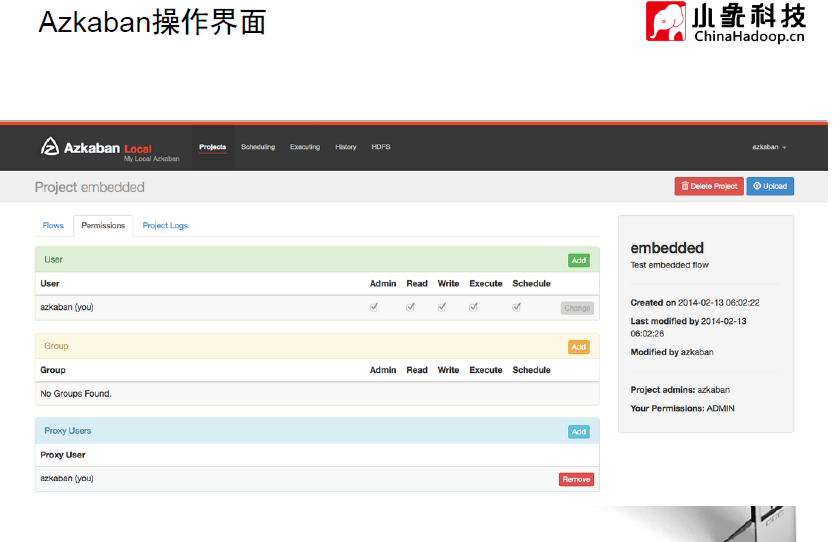 Azkaban操作界面
小象科技
ChinaHadoop.cn
Azkaban Local
My Local Azkaban
Projects Scheduling Executing History HDFS
azkaban
Project embedded
Delete Project Upload
Flows Permissions Project Logs
User Add
User Admin Read Write Execute Schedule
azkaban (you) Change
Group Add
Group Admin Read Write Execute Schedule
No Groups Found.
Proxy Users Add
Proxy User
azkaban (you) Remove
embedded
Test embedded flow
Created on 2014-02-13 06:02:22
Last modified by 2014-02-13
06:02:26
Modified by azkaban
Project admins: azkaban
Your Permissions: ADMIN